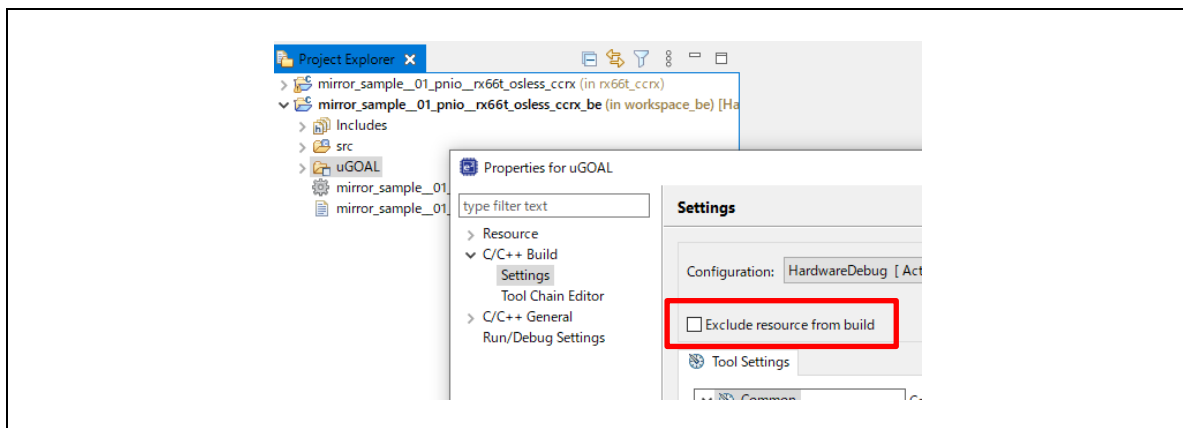 Project Explorer
mirror_sample__01_pnio__rx66t_osless_ccrx (in rx66t_ccrx)
mirror_sample__01_pnio__rx66t_osless_ccrx_be (in workspace_be) [Ha
Includes
src
uGOAL
mirror_sample__01_
mirror_sample__01_
Properties for uGOAL
type filter text
Resource
C/C++ Build
Settings
Tool Chain Editor
C/C++ General
Run/Debug Settings
Settings
Configuration: HardwareDebug [ Act
Exclude resource from build
Tool Settings
Common